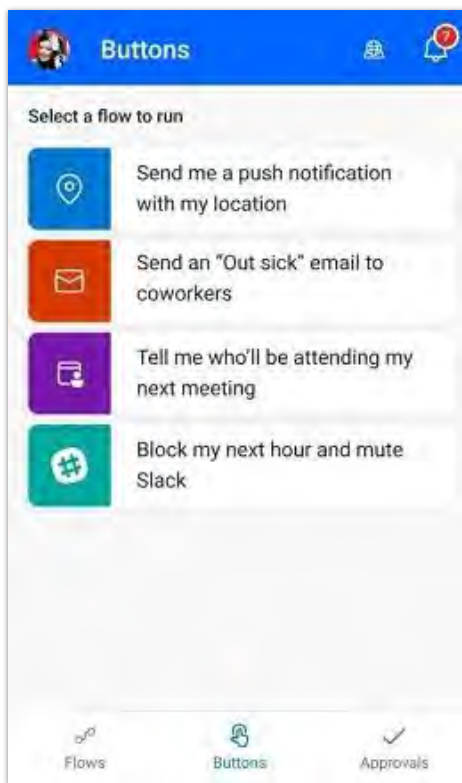 Buttons
7
Select a flow to run
Send me a push notification
with my location
Send an "Out sick" email to
coworkers
Tell me who'll be attending my
next meeting
Block my next hour and mute
Slack
Flows
Buttons
Approvals